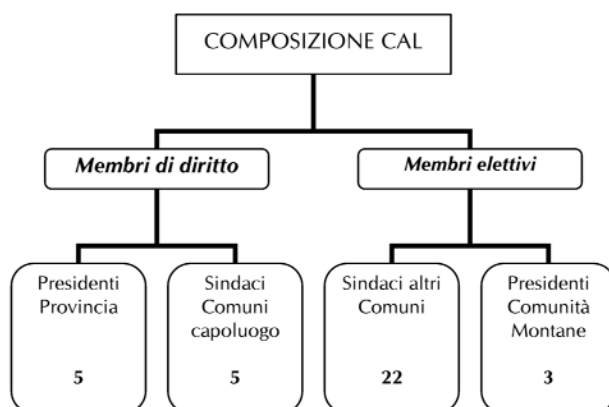 COMPOSIZIONE CAL
Membri di diritto
Membri elettivi
Presidenti
Provincia
5
Sindaci
Comuni
capoluogo
5
Sindaci altri
Comuni
22
Presidenti
Comunità
Montane
3